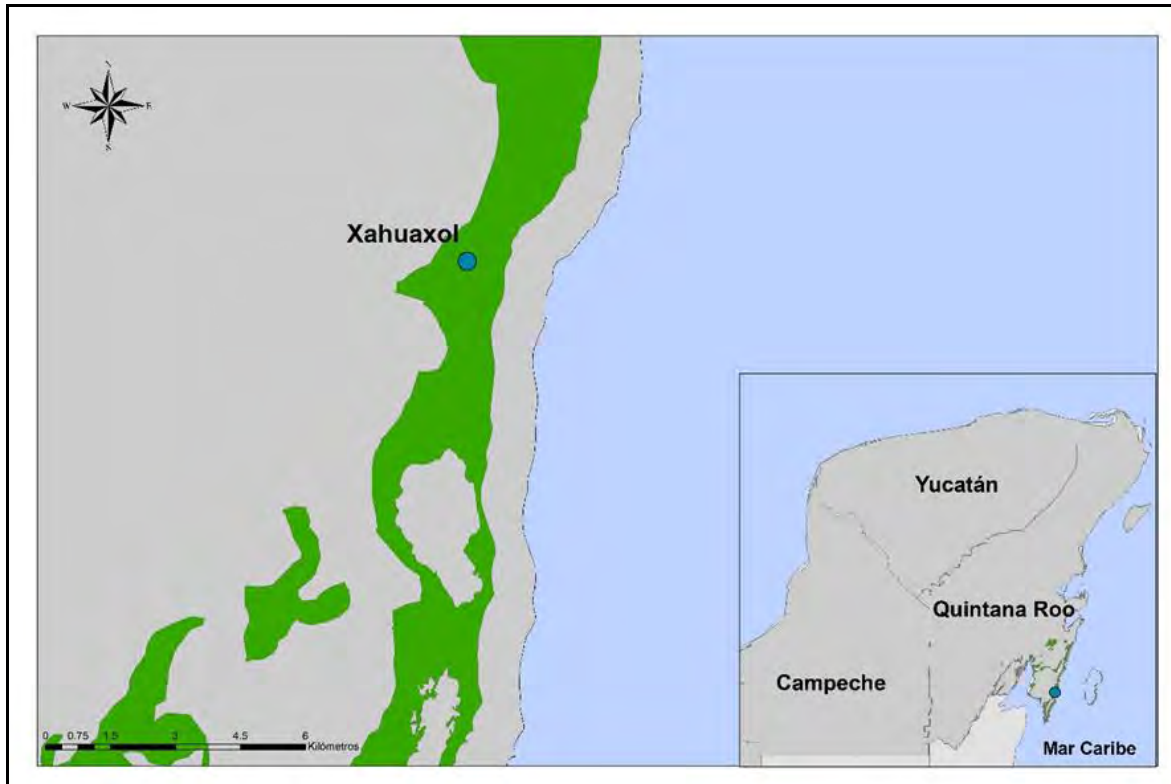 N
W E
S
Xahuaxol
Yucatán
Quintana Roo
Campeche
Mar Caribe
0 0.75 1.5 3 4.5 6
Kilómetros